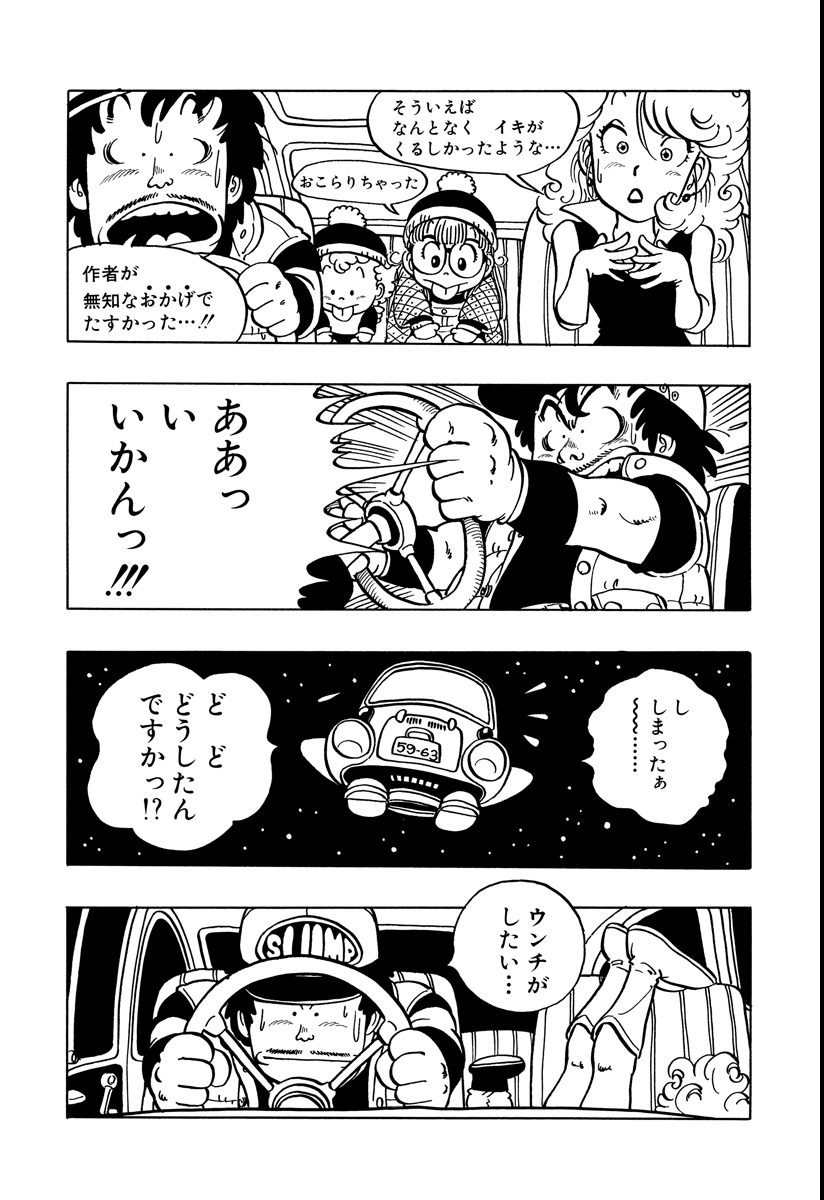 そういえば
なんとなく　イキが
くるしかったような…
おこらりちゃった
作者が
無知なおかげで
たすかった…!!
ああっ
い
いかんっ!!!
し
しまったぁ
〜〜〜……
ど　ど
どうしたん
ですかっ!?
59-63
ウンチが
したい…
SLUMP